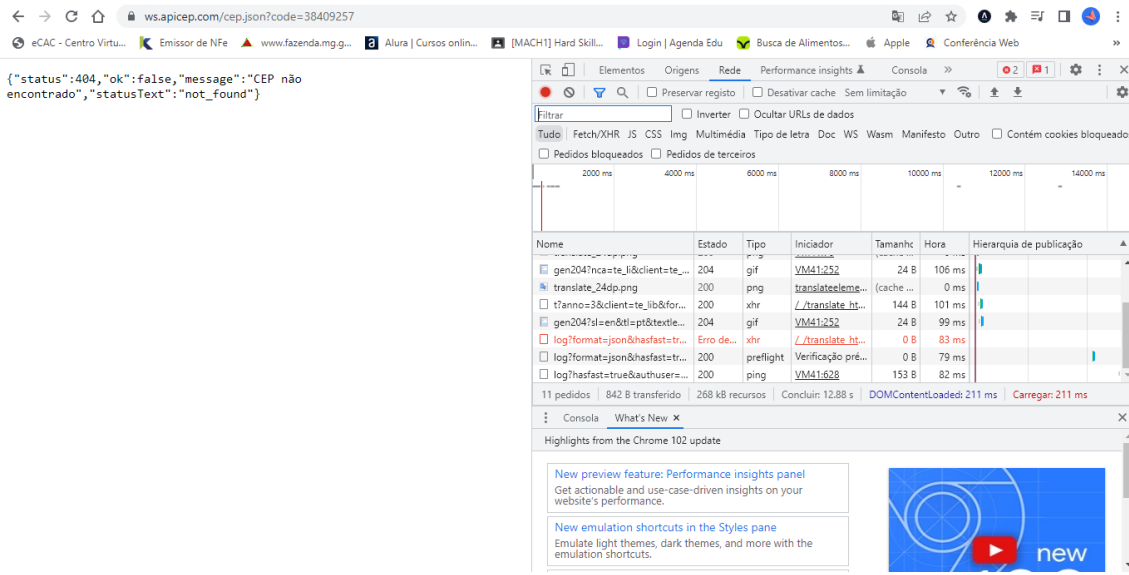 ws.apicep.com/cep.json?code=38409257
eCAC - Centro Virtu...
Emissor de NFe
www.fazenda.mg.g...
Alura | Cursos onlin...
[MACH1] Hard Skill...
Login | Agenda Edu
Busca de Alimentos...
Apple
Conferência Web
»
{"status":404,"ok":false,"message":"CEP não
encontrado","statusText":"not_found"}
Elementos Origens Rede Performance insights Consola » 2 1
Preservar registo Desativar cache Sem limitação
Filtrar Inverter Ocultar URLs de dados
Tudo Fetch/XHR JS CSS Img Multimédia Tipo de letra Doc WS Wasm Manifesto Outro Contém cookies bloqueado
Pedidos bloqueados Pedidos de terceiros
2000 ms 4000 ms 6000 ms 8000 ms 10000 ms 12000 ms 14000 ms
Nome Estado Tipo Iniciador Tamanho Hora Hierarquia de publicação
gen204?nca=te_li&client=te_... 204 gif VM41:252 24 B 106 ms
translate_24dp.png 200 png translateeleme... (cache ... 0 ms
t?anno=3&client=te_lib&for... 200 xhr /_/translate_ht... 144 B 101 ms
gen204?sl=en&tl=pt&textle... 204 gif VM41:252 24 B 99 ms
log?format=json&hasfast=tr... Erro de... xhr /_/translate_ht... 0 B 83 ms
log?format=json&hasfast=tr... 200 preflight Verificação pré... 0 B 79 ms
log?hasfast=true&authuser=... 200 ping VM41:628 153 B 82 ms
11 pedidos 842 B transferido 268 kB recursos Concluir: 12.88 s DOMContentLoaded: 211 ms Carregar: 211 ms
Consola What's New
Highlights from the Chrome 102 update
New preview feature: Performance insights panel
Get actionable and use-case-driven insights on your
website's performance.
New emulation shortcuts in the Styles pane
Emulate light themes, dark themes, and more with the
emulation shortcuts.
new